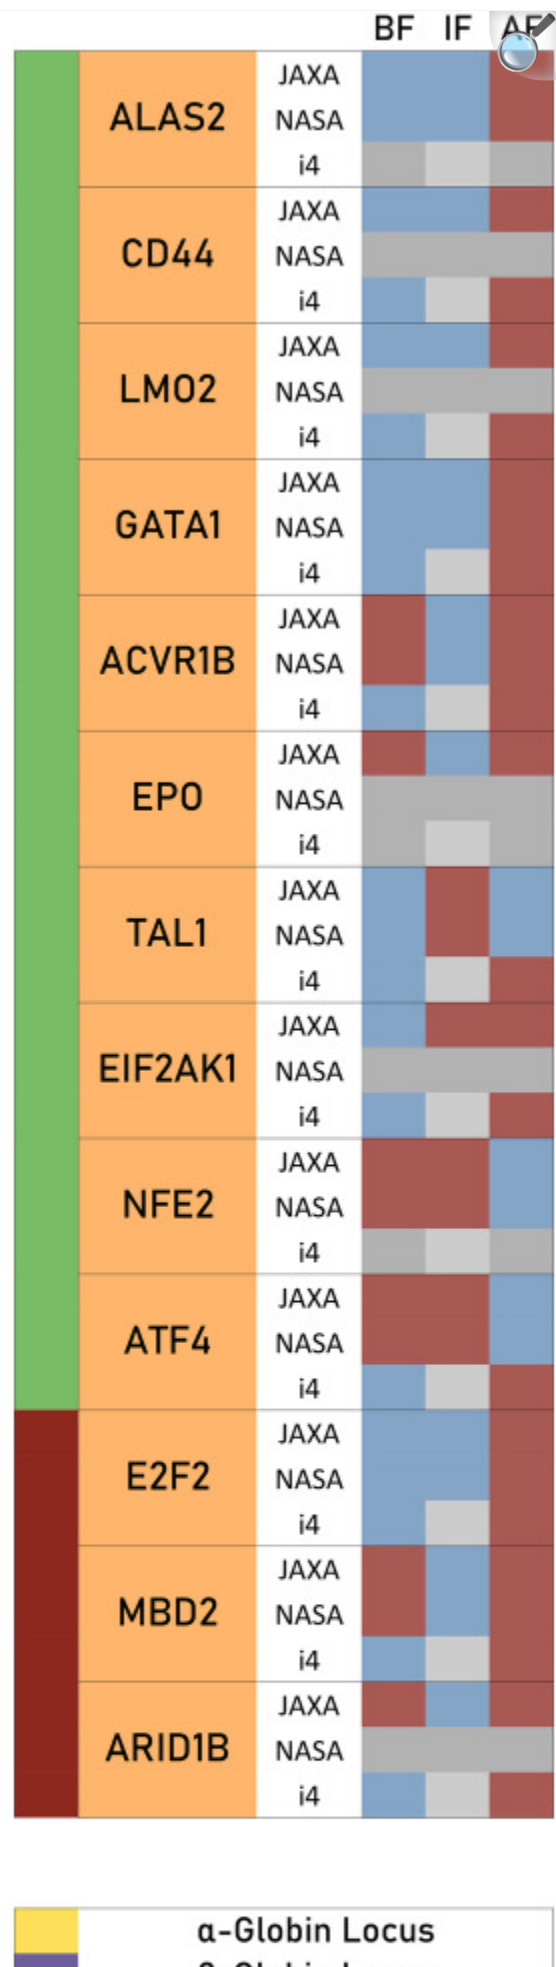 BF IF
ALAS2
JAXA
NASA
i4
CD44
JAXA
NASA
i4
LMO2
JAXA
NASA
i4
GATA1
JAXA
NASA
i4
ACVR1B
JAXA
NASA
i4
EPO
JAXA
NASA
i4
TAL1
JAXA
NASA
i4
EIF2AK1
JAXA
NASA
i4
NFE2
JAXA
NASA
i4
ATF4
JAXA
NASA
i4
E2F2
JAXA
NASA
i4
MBD2
JAXA
NASA
i4
ARID1B
JAXA
NASA
i4
α-Globin Locus